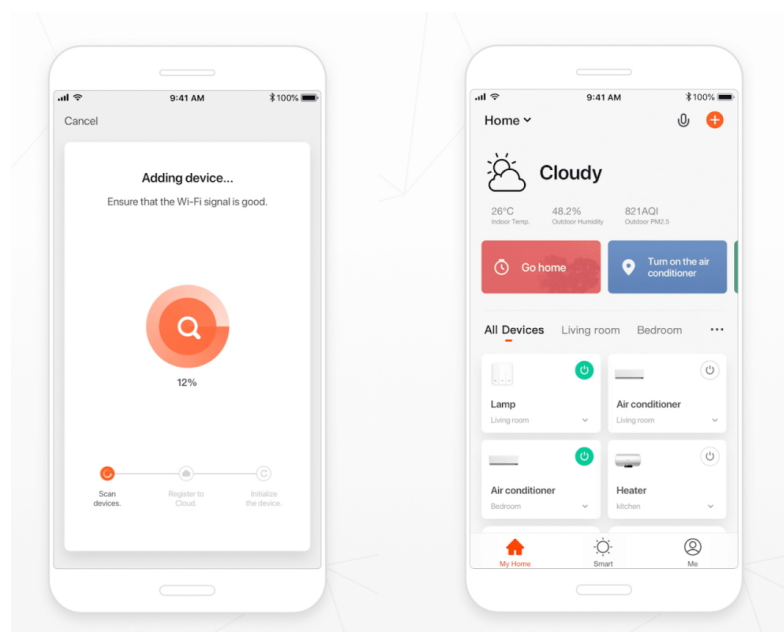 9:41 AM
100%
Cancel
Adding device...
Ensure that the Wi-Fi signal is good.
12%
Scan
devices.
Register to
Cloud.
Initialize
the device.
9:41 AM
100%
Home
Cloudy
26°C
48.2%
821AQI
Indoor Temp.
Outdoor Humidity
Outdoor PM2.5
Go home
Turn on the air
conditioner
All Devices
Living room
Bedroom
Lamp
Living room
Air conditioner
Living room
Air conditioner
Bedroom
Heater
kitchen
My Home
Smart
Me